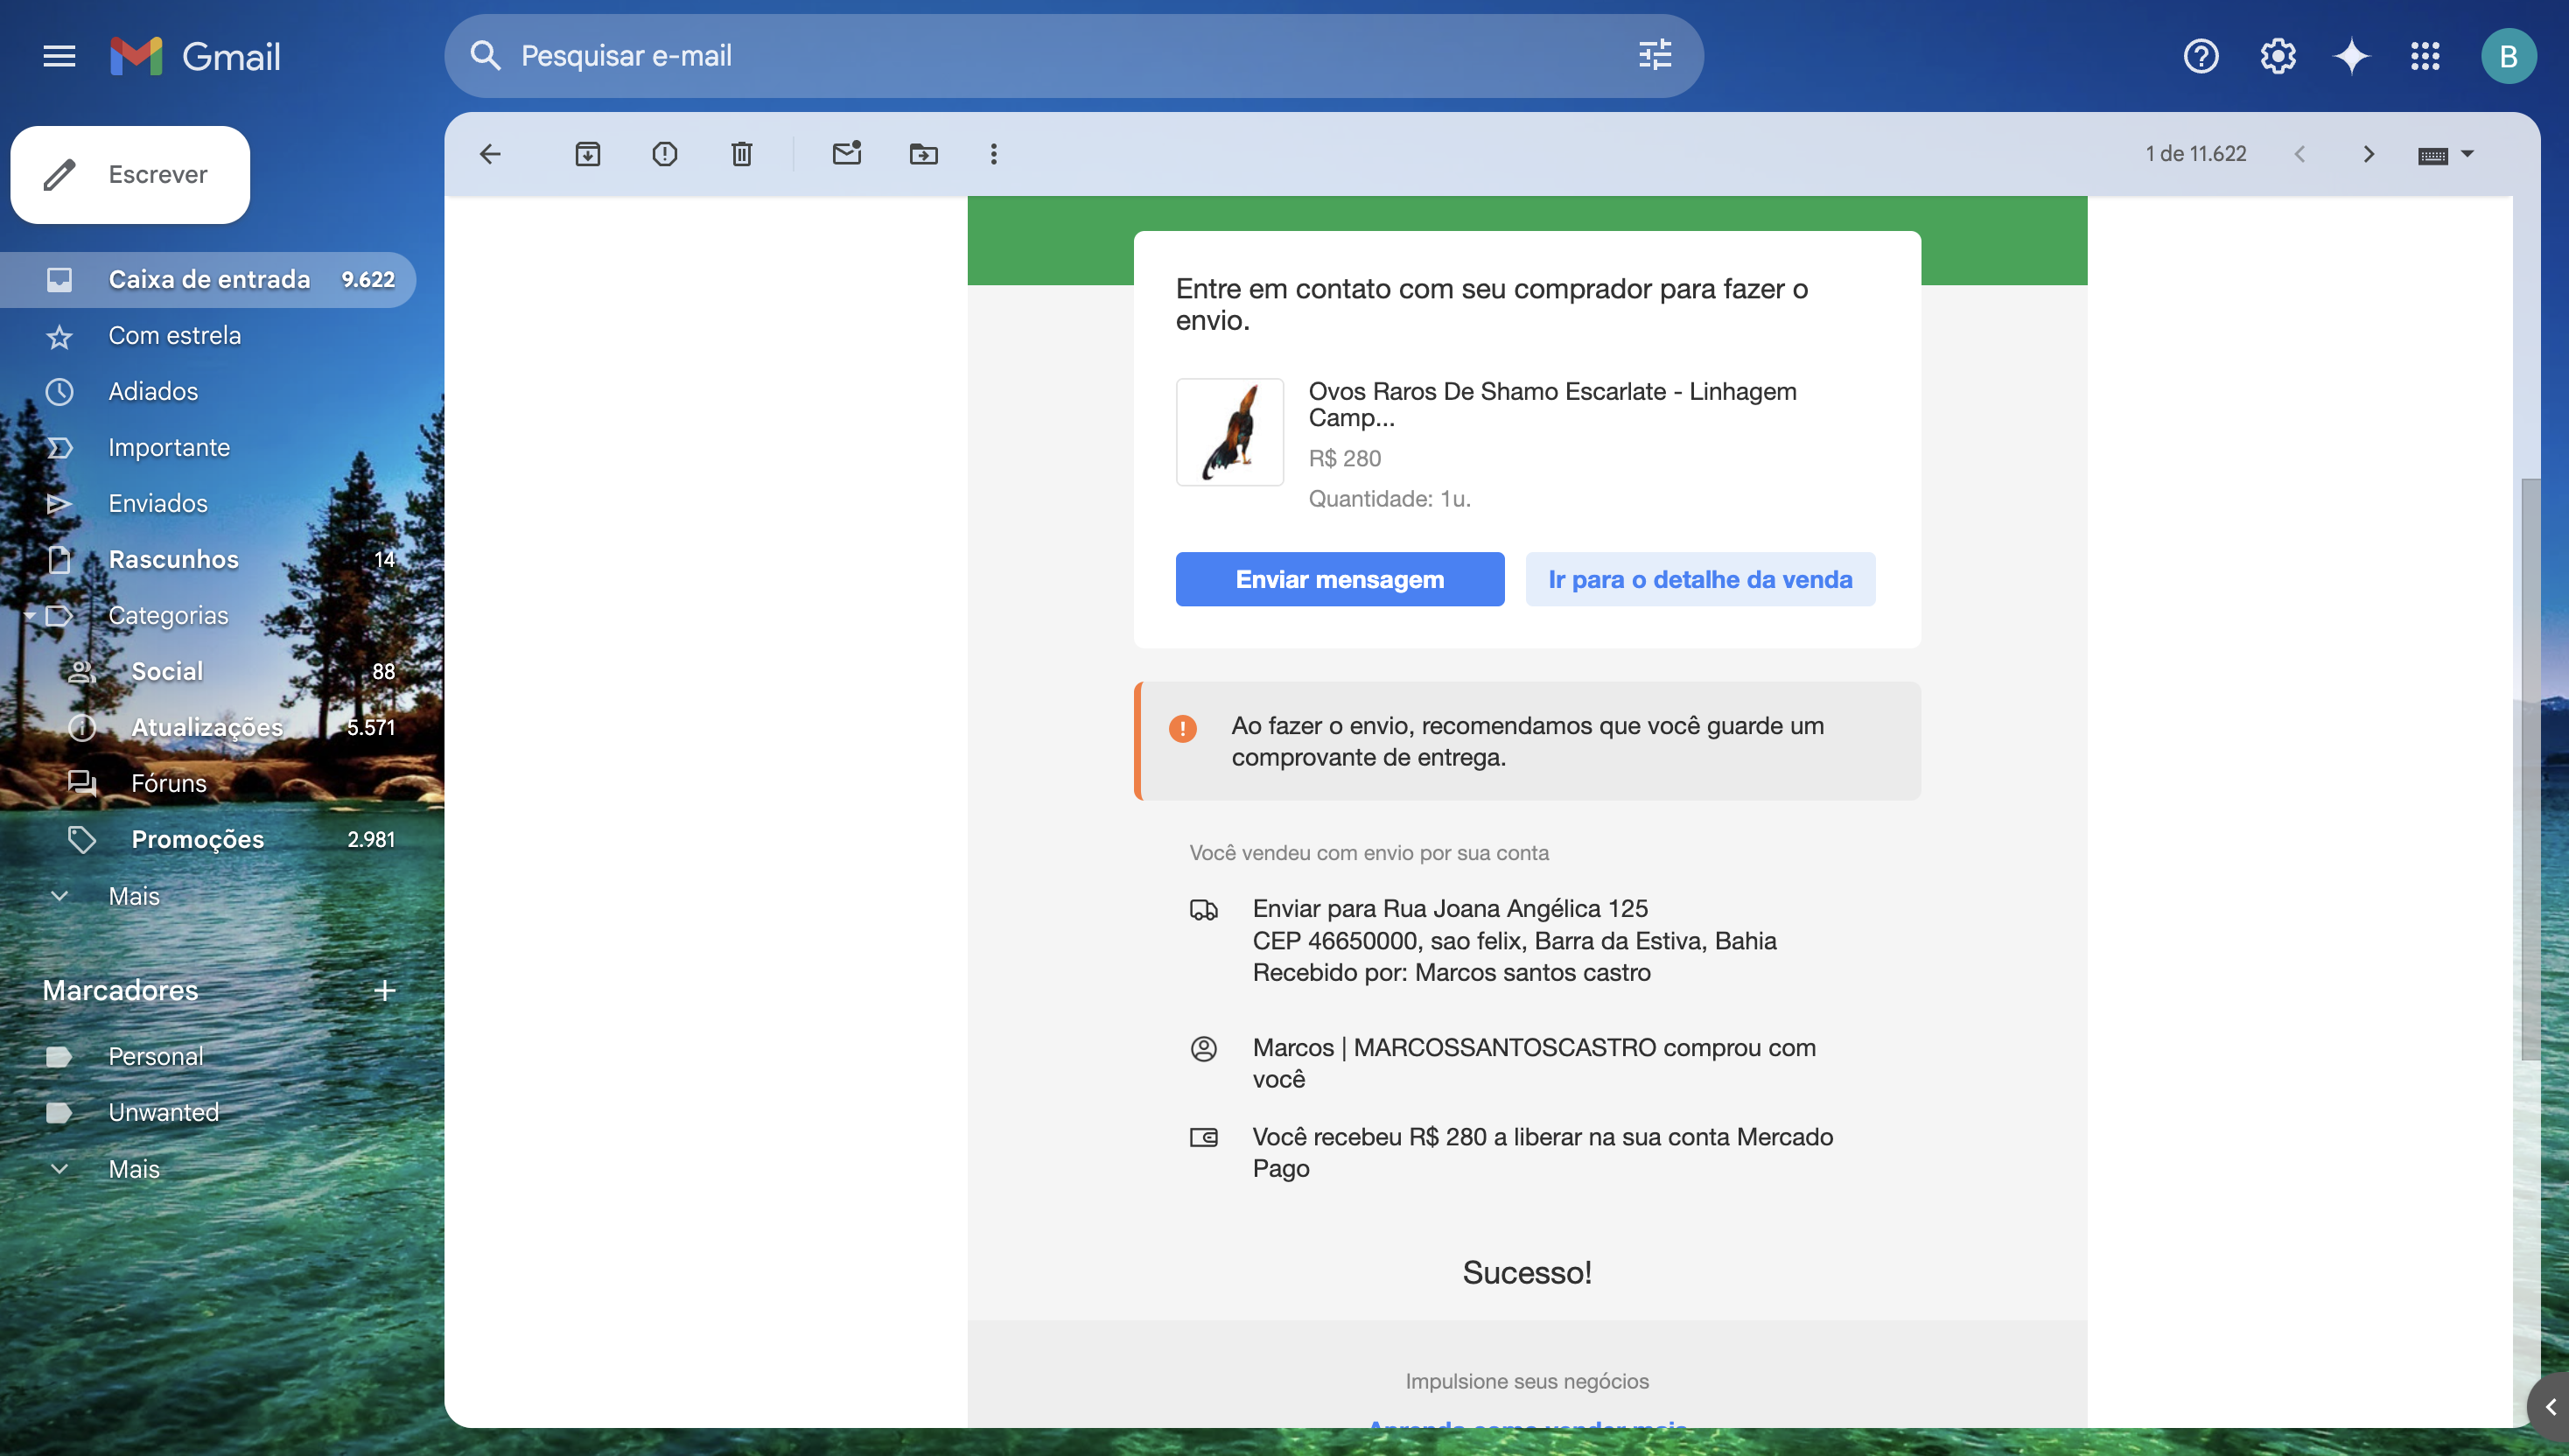 Gmail
Pesquisar e-mail
B
Escrever
1 de 11.622
Caixa de entrada 9.622
Com estrela
Adiados
Importante
Enviados
Rascunhos 14
Categorias
Social 88
Atualizações 5.571
Fóruns
Promoções 2.981
Mais
Marcadores
Personal
Unwanted
Mais
Entre em contato com seu comprador para fazer o
envio.
Ovos Raros De Shamo Escarlate - Linhagem
Camp...
R$ 280
Quantidade: 1u.
Enviar mensagem
Ir para o detalhe da venda
Ao fazer o envio, recomendamos que você guarde um
comprovante de entrega.
Você vendeu com envio por sua conta
Enviar para Rua Joana Angélica 125
CEP 46650000, sao felix, Barra da Estiva, Bahia
Recebido por: Marcos santos castro
Marcos | MARCOSSANTOSCASTRO comprou com
você
Você recebeu R$ 280 a liberar na sua conta Mercado
Pago
Sucesso!
Impulsione seus negócios
Aprenda como vender mais